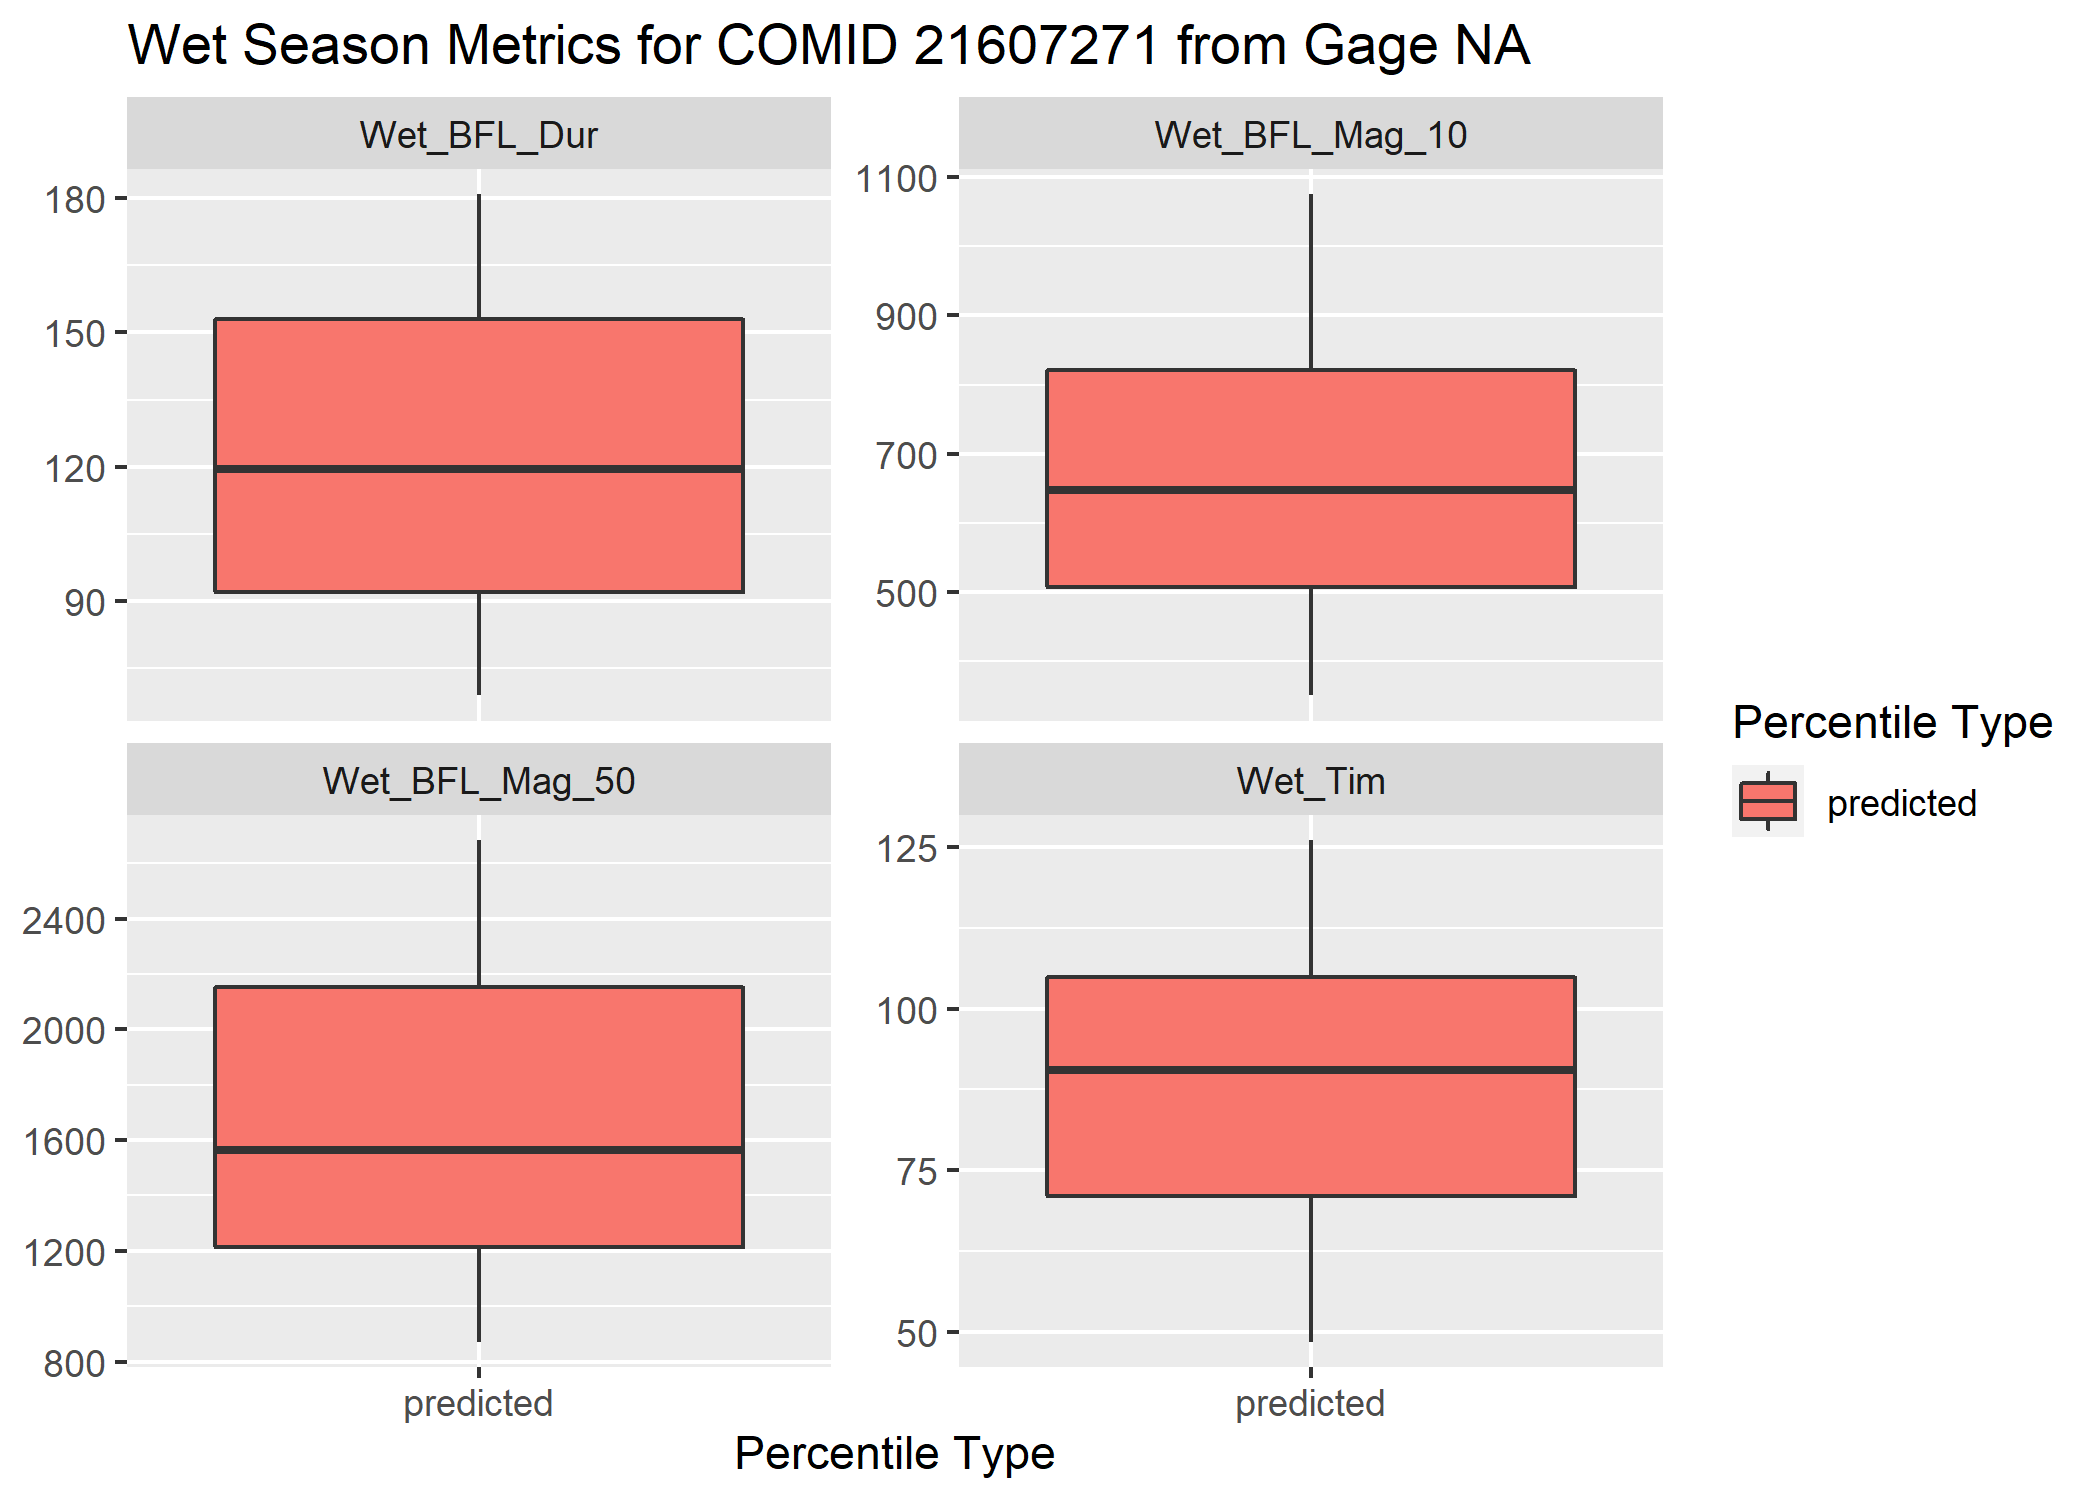 Wet Season Metrics for COMID 21607271 from Gage NA
Wet_BFL_Dur
180
150
120
90
Wet_BFL_Mag_10
1100
900
700
500
Wet_BFL_Mag_50
2400
2000
1600
1200
800
predicted
Wet_Tim
125
100
75
50
predicted
Percentile Type
Percentile Type
predicted